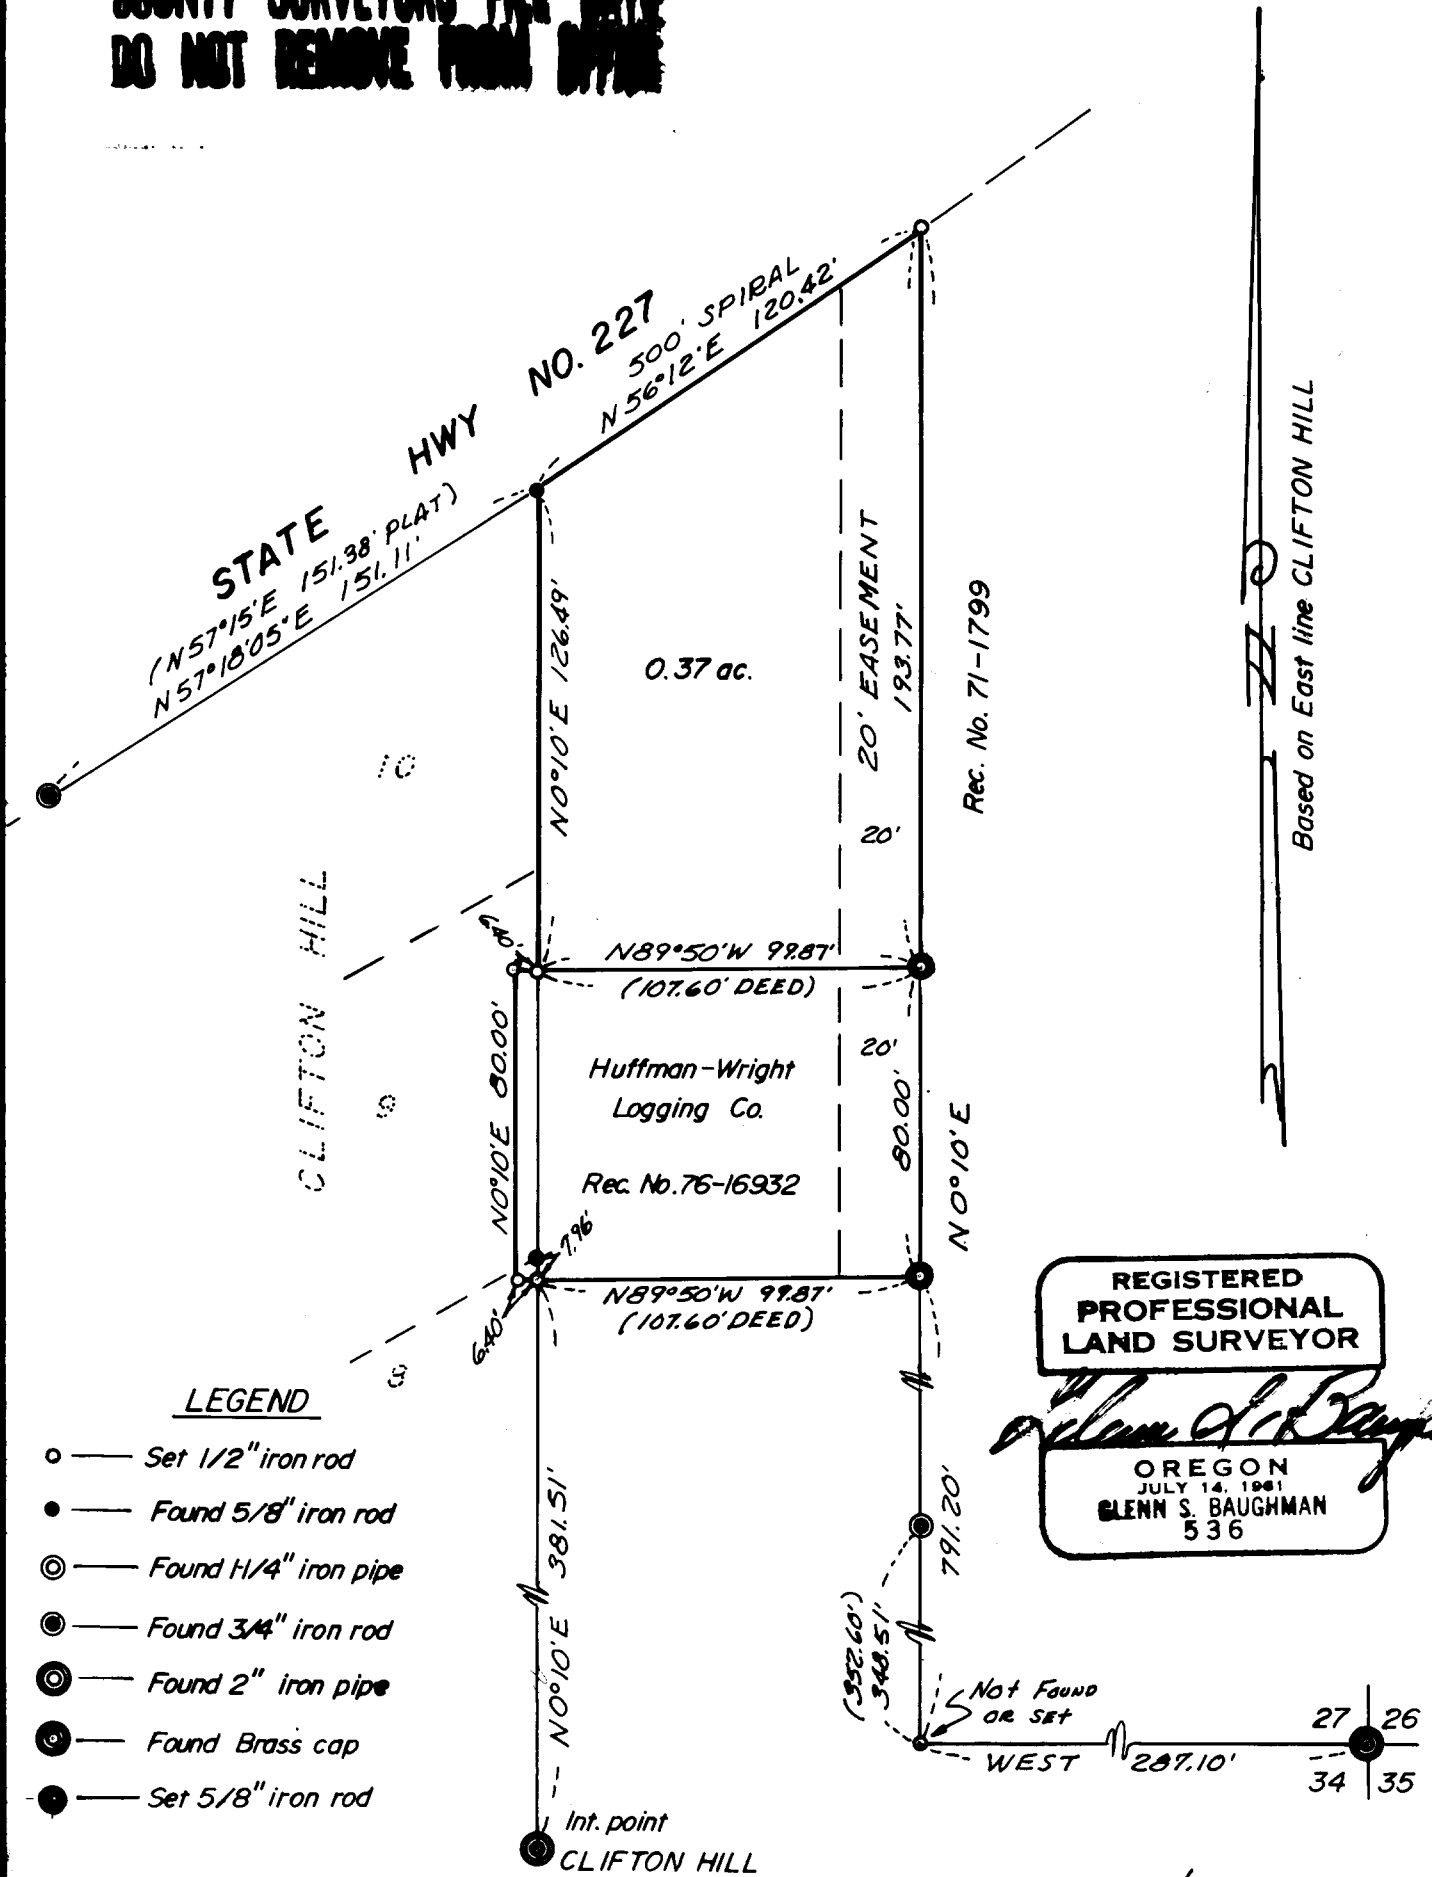 COUNTY SURVEYORS FILE
DO NOT REMOVE FROM OFFICE
STATE HWY NO. 227
500' SPIRAL
N 56°12'E 120.42'
(N 57°15'E 151.38' PLAT)
N 57°18'05"E 151.11'
N0°10'E 126.49'
0.37 ac.
20' EASEMENT
193.77'
Rec. No. 71-1799
Based on East line CLIFTON HILL
10
20'
CLIFTON HILL
6.40'
N89°50'W 99.87'
(107.60' DEED)
N0°10'E 80.00'
9
Huffman-Wright
Logging Co.
20'
80.00'
N0°10'E
Rec. No. 76-16932
7.96'
6.40'
N89°50'W 99.87'
(107.60' DEED)
8
REGISTERED
PROFESSIONAL
LAND SURVEYOR
OREGON
JULY 14, 1961
GLENN S. BAUGHMAN
536
LEGEND
Set 1/2" iron rod
Found 5/8" iron rod
Found 1-1/4" iron pipe
Found 3/4" iron rod
Found 2" iron pipe
Found Brass cap
Set 5/8" iron rod
N0°10'E 381.51'
791.20'
(352.60')
348.51'
Not FOUND
OR SET
WEST 287.10'
27 26
34 35
Int. point
CLIFTON HILL